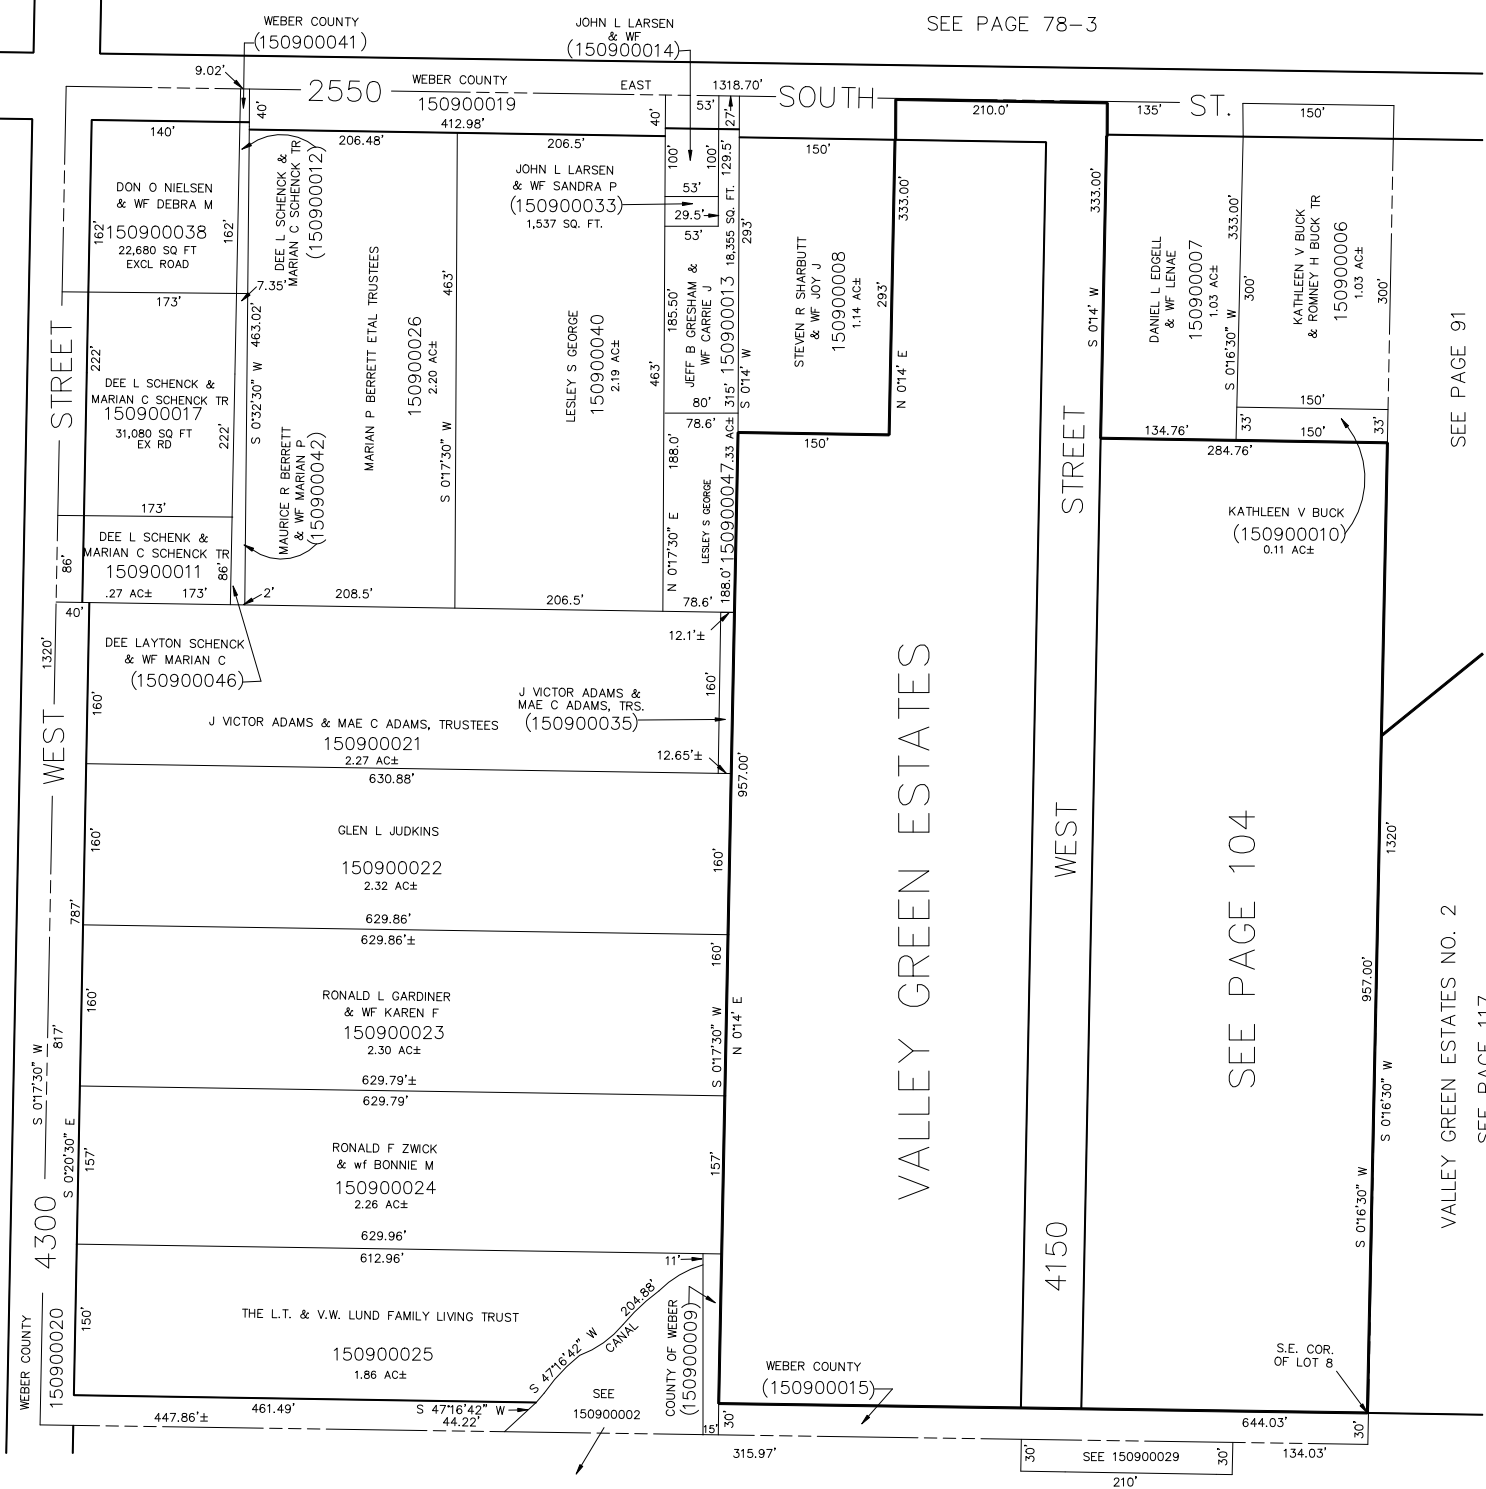 SEE PAGE 78-3
WEBER COUNTY
(150900041)
JOHN L LARSEN
& WF
(150900014)
9.02'
40'
2550
WEBER COUNTY
150900019
EAST
1318.70'
SOUTH
ST.
412.98'
40'
53'
27'
210.0'
135'
150'
140'
206.48'
206.5'
100'
100'
129.5'
150'
DON O NIELSEN
& WF DEBRA M
150900038
22,680 SQ FT
EXCL ROAD
162'
162'
173'
DEE L SCHENCK &
MARIAN C SCHENCK TR
(150900012)
7.35'
S 0°32'30" W 463.02'
JOHN L LARSEN
& WF SANDRA P
(150900033)
1,537 SQ. FT.
53'
29.5'
53'
18,355 SQ. FT.
293'
MARIAN P BERRETT ETAL TRUSTEES
150900026
2.20 AC±
463'
S 0°17'30" W
LESLEY S GEORGE
150900040
2.19 AC±
463'
185.50'
JEFF B GRESHAM &
WF CARRIE J
150900013
315'
80'
S 0°14' W
STEVEN R SHARBUTT
& WF JOY J
150900008
1.14 AC±
293'
333.00'
N 0°14' E
150'
333.00'
S 0°14' W
DANIEL L EDGELL
& WF LENAE
150900007
1.03 AC±
333.00'
S 0°16'30" W
300'
KATHLEEN V BUCK
& ROMNEY H BUCK TR
150900006
1.03 AC±
300'
150'
33'
33'
134.76'
150'
284.76'
KATHLEEN V BUCK
(150900010)
0.11 AC±
SEE PAGE 91
222'
DEE L SCHENCK &
MARIAN C SCHENCK TR
150900017
31,080 SQ FT
EX RD
222'
173'
STREET
MAURICE R BERRETT
& WF MARIAN P
(150900042)
78.6'
188.0'
N 0°17'30" E
LESLEY S GEORGE
150900047
.33 AC±
188.0'
78.6'
DEE L SCHENK &
MARIAN C SCHENCK TR
150900011
.27 AC±
173'
86'
86'
2'
208.5'
206.5'
40'
1320'
DEE LAYTON SCHENCK
& WF MARIAN C
(150900046)
12.1'±
160'
J VICTOR ADAMS &
MAE C ADAMS, TRS.
(150900035)
12.65'±
160'
J VICTOR ADAMS & MAE C ADAMS, TRUSTEES
150900021
2.27 AC±
630.88'
WEST
957.00'
GLEN L JUDKINS
150900022
2.32 AC±
160'
160'
629.86'
629.86'±
787'
RONALD L GARDINER
& WF KAREN F
150900023
2.30 AC±
160'
160'
S 0°17'30" W
N 0°14' E
629.79'±
629.79'
817'
S 0°17'30" W
S 0°20'30" E
RONALD F ZWICK
& wf BONNIE M
150900024
2.26 AC±
157'
157'
629.96'
612.96'
4300
THE L.T. & V.W. LUND FAMILY LIVING TRUST
150900025
1.86 AC±
150'
WEBER COUNTY
150900020
11'
204.88'
S 47°16'42" W
CANAL
COUNTY OF WEBER
(150900009)
SEE
150900002
447.86'±
461.49'
S 47°16'42" W
44.22'
15'
30'
315.97'
VALLEY GREEN ESTATES
STREET
WEST
4150
SEE PAGE 104
1320'
957.00'
S 0°16'30" W
S 0°16'30" W
VALLEY GREEN ESTATES NO. 2
SEE PAGE 117
WEBER COUNTY
(150900015)
S.E. COR.
OF LOT 8
644.03'
30'
30'
SEE 150900029
30'
134.03'
210'